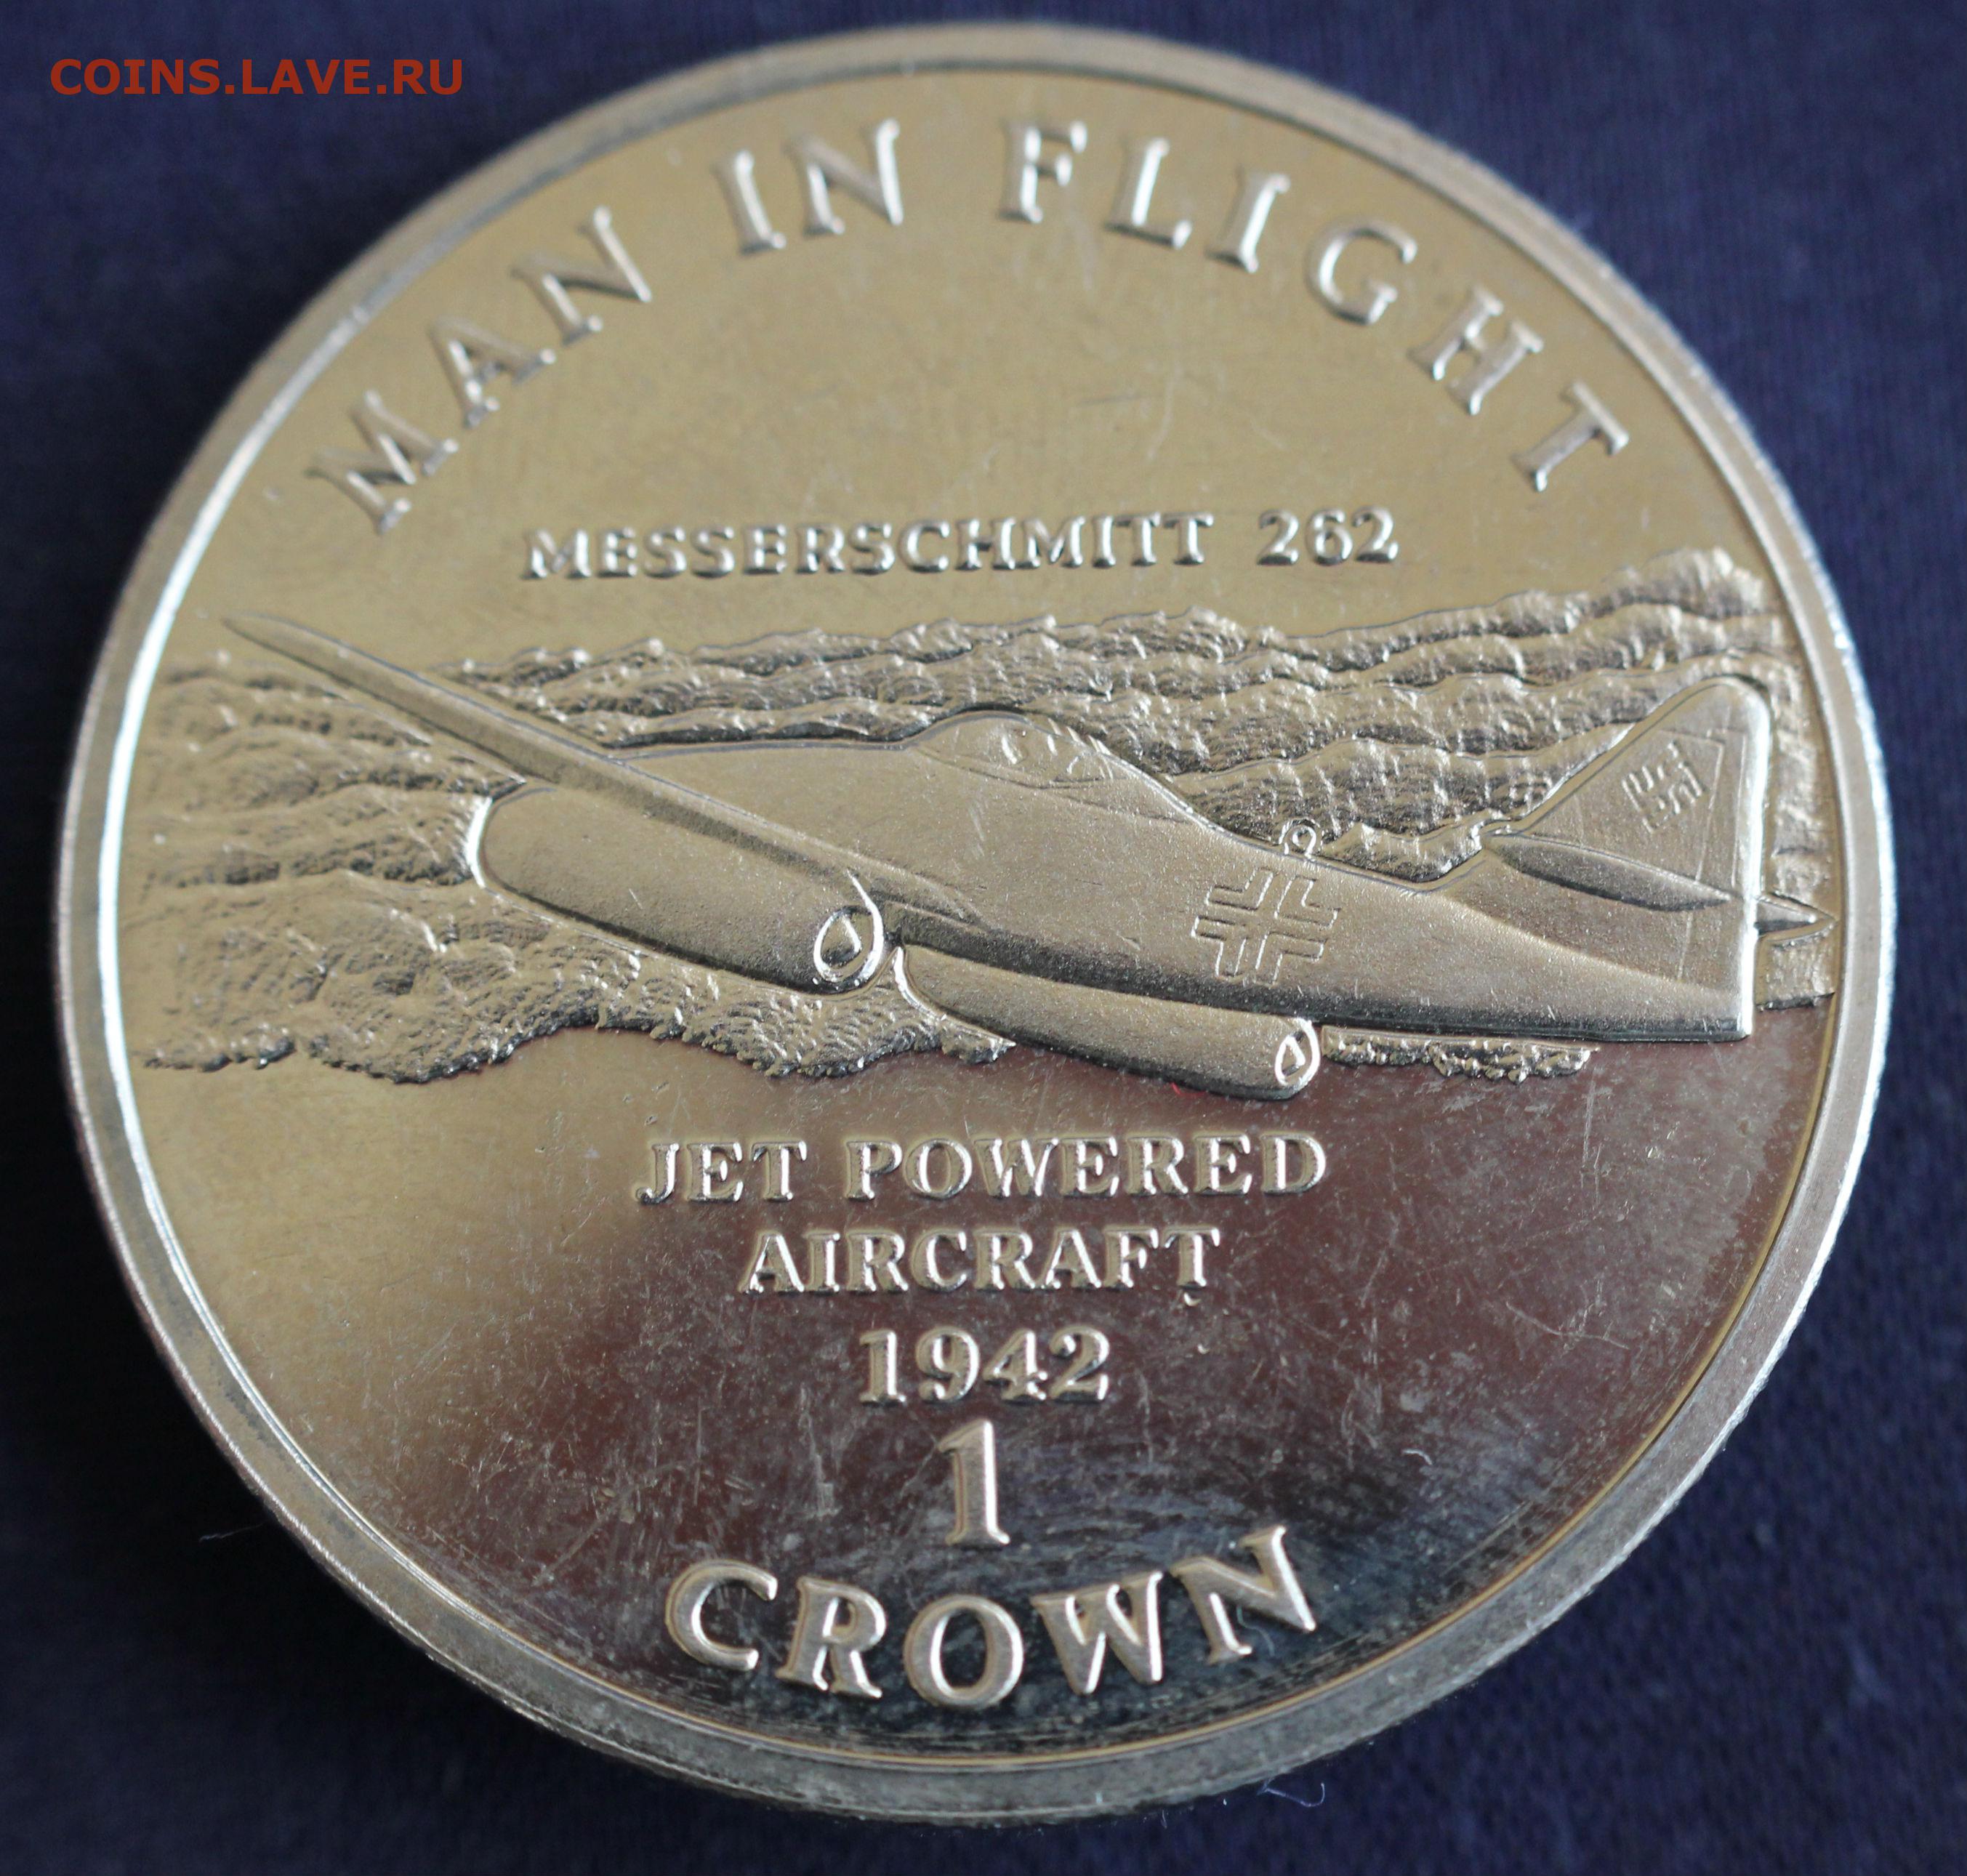 COINS.LAVE.RU
MAN IN FLIGHT
MESSERSCHMITT 262
JET POWERED
AIRCRAFT
1942
1
CROWN